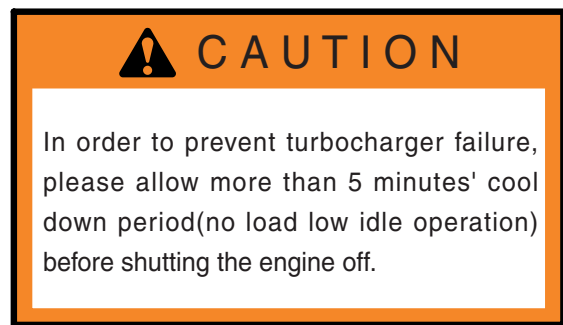 CAUTION
In order to prevent turbocharger failure,
please allow more than 5 minutes' cool
down period(no load low idle operation)
before shutting the engine off.